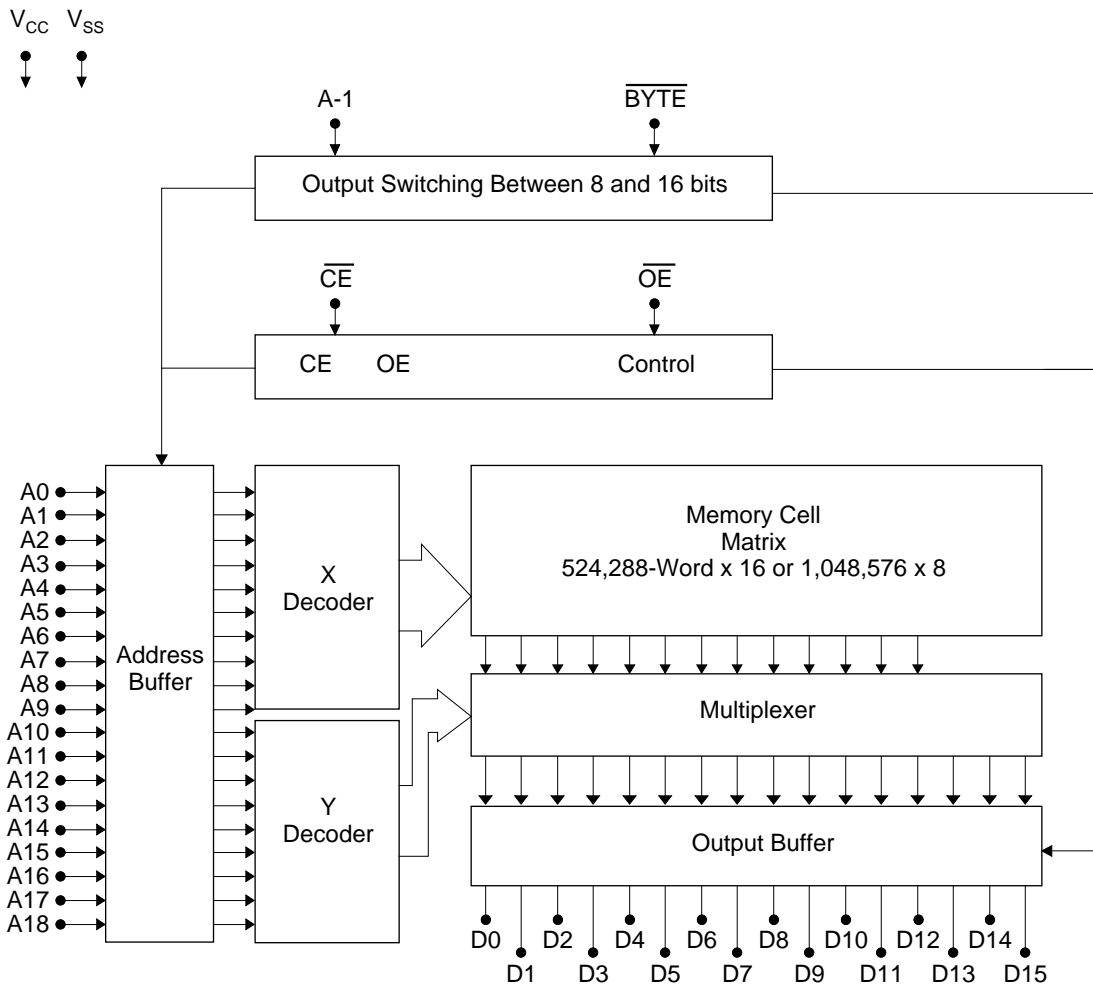 VCC VSS
A-1 BYTE
Output Switching Between 8 and 16 bits
CE OE
CE OE Control
A0
A1
A2
A3
A4
A5
A6
A7
A8
A9
A10
A11
A12
A13
A14
A15
A16
A17
A18
Address
Buffer
X
Decoder
Y
Decoder
Memory Cell
Matrix
524,288-Word x 16 or 1,048,576 x 8
Multiplexer
Output Buffer
D0 D2 D4 D6 D8 D10 D12 D14
D1 D3 D5 D7 D9 D11 D13 D15